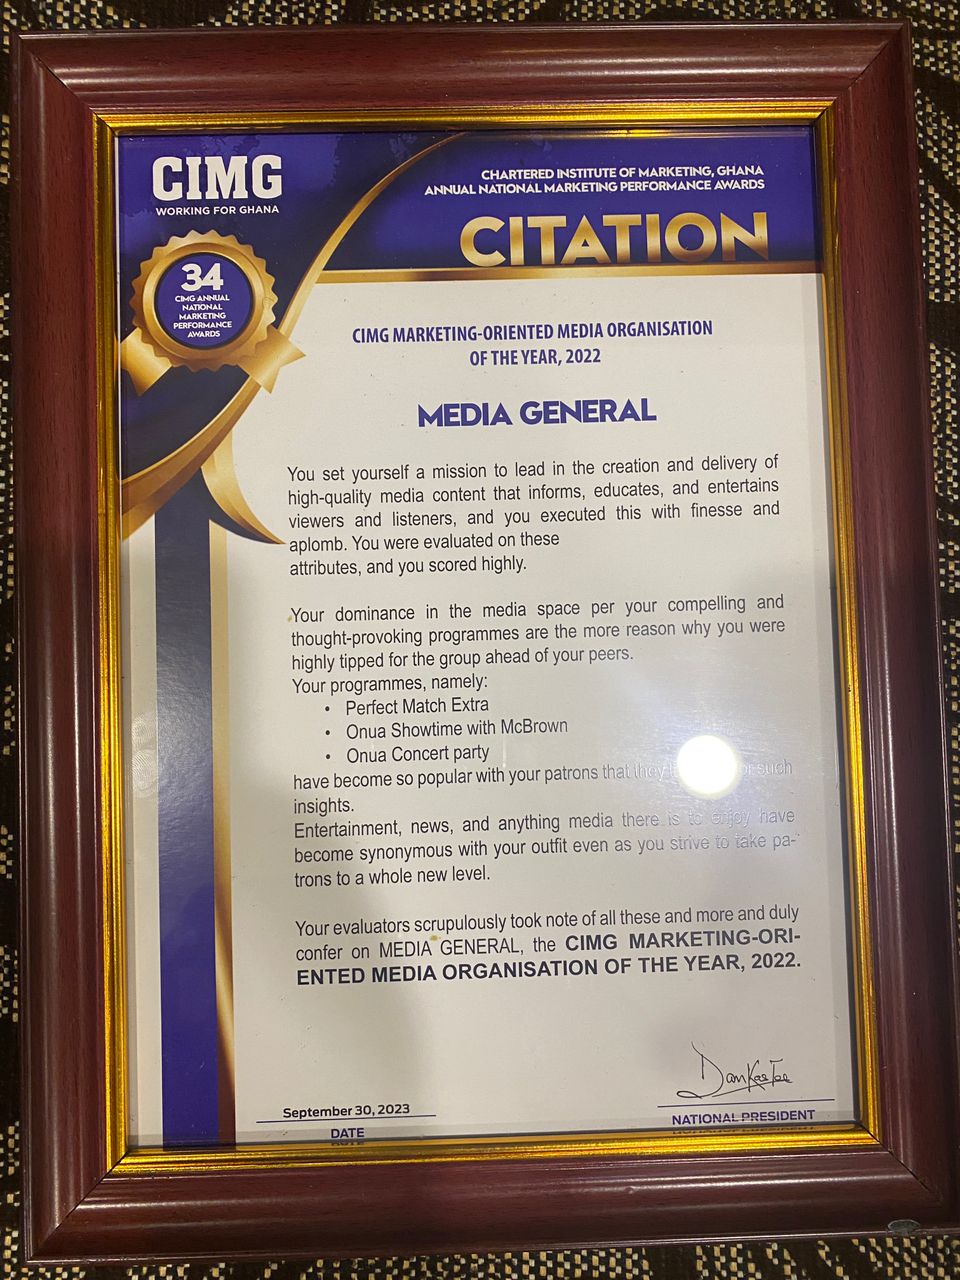 CIMG
WORKING FOR GHANA
CHARTERED INSTITUTE OF MARKETING, GHANA
ANNUAL NATIONAL MARKETING PERFORMANCE AWARDS
CITATION
34
CIMG ANNUAL
NATIONAL
MARKETING
PERFORMANCE
AWARDS
CIMG MARKETING-ORIENTED MEDIA ORGANISATION
OF THE YEAR, 2022
MEDIA GENERAL
You set yourself a mission to lead in the creation and delivery of
high-quality media content that informs, educates, and entertains
viewers and listeners, and you executed this with finesse and
aplomb. You were evaluated on these
attributes, and you scored highly.
Your dominance in the media space per your compelling and
thought-provoking programmes are the more reason why you were
highly tipped for the group ahead of your peers.
Your programmes, namely:
• Perfect Match Extra
• Onua Showtime with McBrown
• Onua Concert party
have become so popular with your patrons that they such
insights.
Entertainment, news, and anything media there is to enjoy have
become synonymous with your outfit even as you strive to take pa-
trons to a whole new level.
Your evaluators scrupulously took note of all these and more and duly
confer on MEDIA GENERAL, the CIMG MARKETING-ORI-
ENTED MEDIA ORGANISATION OF THE YEAR, 2022.
September 30, 2023
DATE
NATIONAL PRESIDENT